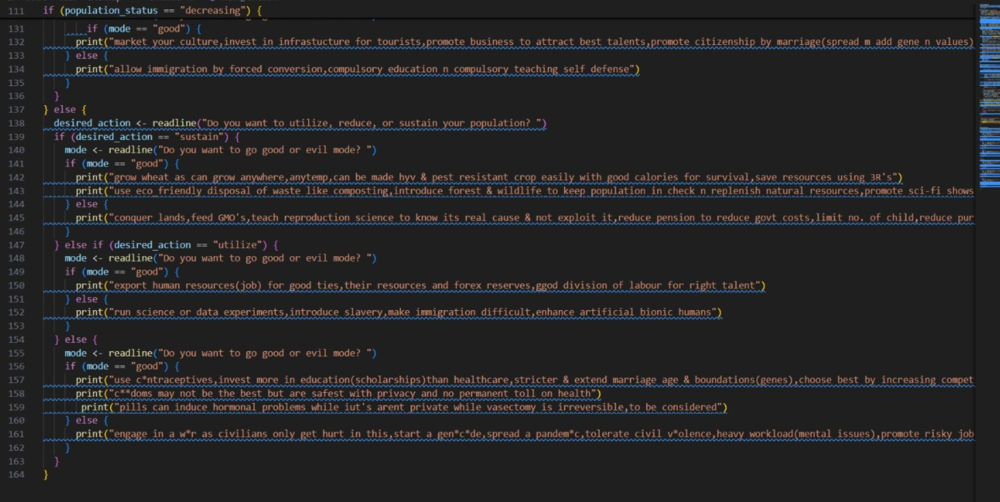 111 if (population_status == "decreasing") {
131 if (mode == "good") {
132 print("market your culture,invest in infrastucture for tourists,promote business to attract best talents,promote citizenship by marriage(spread m add gene n values)
133 } else {
134 print("allow immigration by forced conversion,compulsory education n compulsory teaching self defense")
135 }
136 }
137 } else {
138 desired_action <- readline("Do you want to utilize, reduce, or sustain your population? ")
139 if (desired_action == "sustain") {
140 mode <- readline("Do you want to go good or evil mode? ")
141 if (mode == "good") {
142 print("grow wheat as can grow anywhere,anytemp,can be made hyv & pest resistant crop easily with good calories for survival,save resources using 3R's")
143 print("use eco friendly disposal of waste like composting,introduce forest & wildlife to keep population in check n replenish natural resources,promote sci-fi shows
144 } else {
145 print("conquer lands,feed GMO's,teach reproduction science to know its real cause & not exploit it,reduce pension to reduce govt costs,limit no. of child,reduce pur
146 }
147 } else if (desired_action == "utilize") {
148 mode <- readline("Do you want to go good or evil mode? ")
149 if (mode == "good") {
150 print("export human resources(job) for good ties,their resources and forex reserves,ggod division of labour for right talent")
151 } else {
152 print("run science or data experiments,introduce slavery,make immigration difficult,enhance artificial bionic humans")
153 }
154 } else {
155 mode <- readline("Do you want to go good or evil mode? ")
156 if (mode == "good") {
157 print("use c*ntraceptives,invest more in education(scholarships)than healthcare,stricter & extend marriage age & boundations(genes),choose best by increasing compet
158 print("c**doms may not be the best but are safest with privacy and no permanent toll on health")
159 print("pills can induce hormonal problems while iut's arent private while vasectomy is irreversible,to be considered")
160 } else {
161 print("engage in a w*r as civilians only get hurt in this,start a gen*c*de,spread a pandem*c,tolerate civil v*olence,heavy workload(mental issues),promote risky job
162 }
163 }
164 }